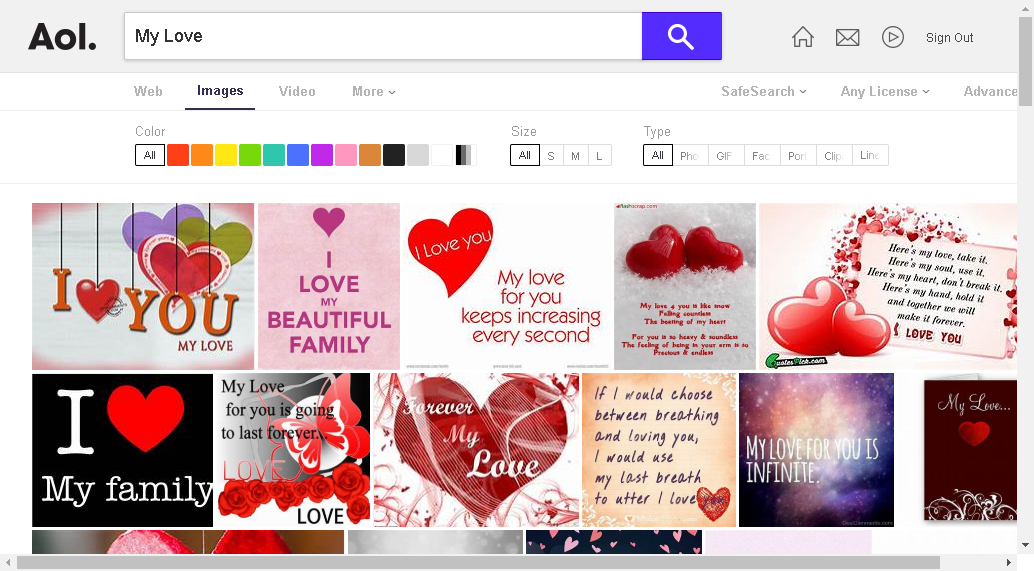 Aol.
My Love
Sign Out
Web
Images
Video
More
SafeSearch
Any License
Advance
Color
Size
Type
All
All
S
M
L
All
Pho
GIF
Fac
Port
Clip
Line
I LOVE YOU
MY LOVE
I
LOVE
MY
BEAUTIFUL
FAMILY
I love you
My love
for you
keeps increasing
every second
My love 4 you is like snow
Falling countless
The beating of my heart
For you is so heavy & soundless
The feeling of being in your arm is so
Precious & endless
Here's my love, take it.
Here's my soul, use it.
Here's my heart, don't break it.
Here's my hand, hold it
and together we will
make it forever.
I LOVE YOU
QuotesPick.com
I
My family
My Love
for you is going
to last forever...
LOVE
LOVE
Forever
My
Love
If I would choose
between breathing
and loving you,
I would use
my last breath
to utter I love you
MY LOVE FOR YOU IS
INFINITE.
My Love...